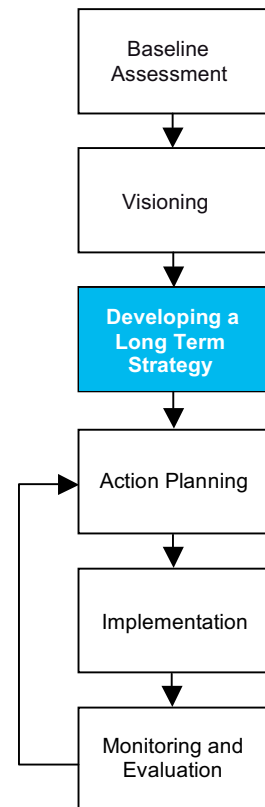 Baseline
Assessment
Visioning
Developing a
Long Term
Strategy
Action Planning
Implementation
Monitoring and
Evaluation